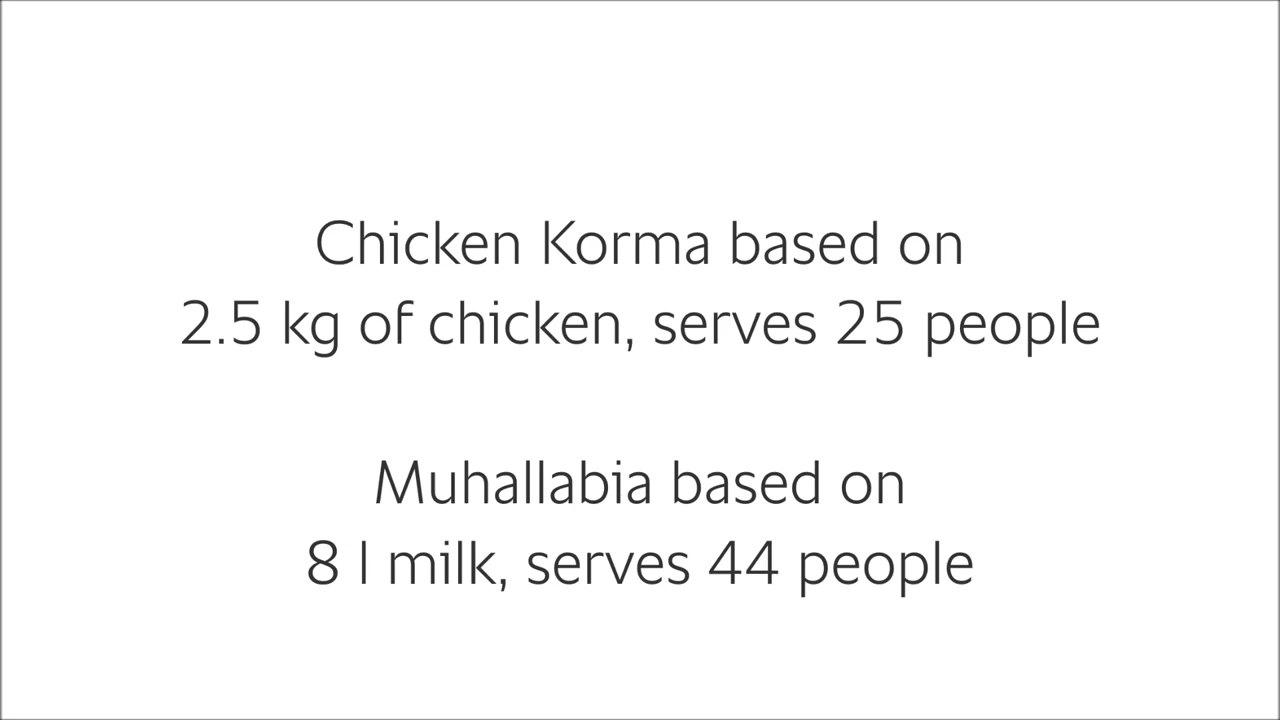 Chicken Korma based on
2.5 kg of chicken, serves 25 people
Muhallabia based on
8 l milk, serves 44 people